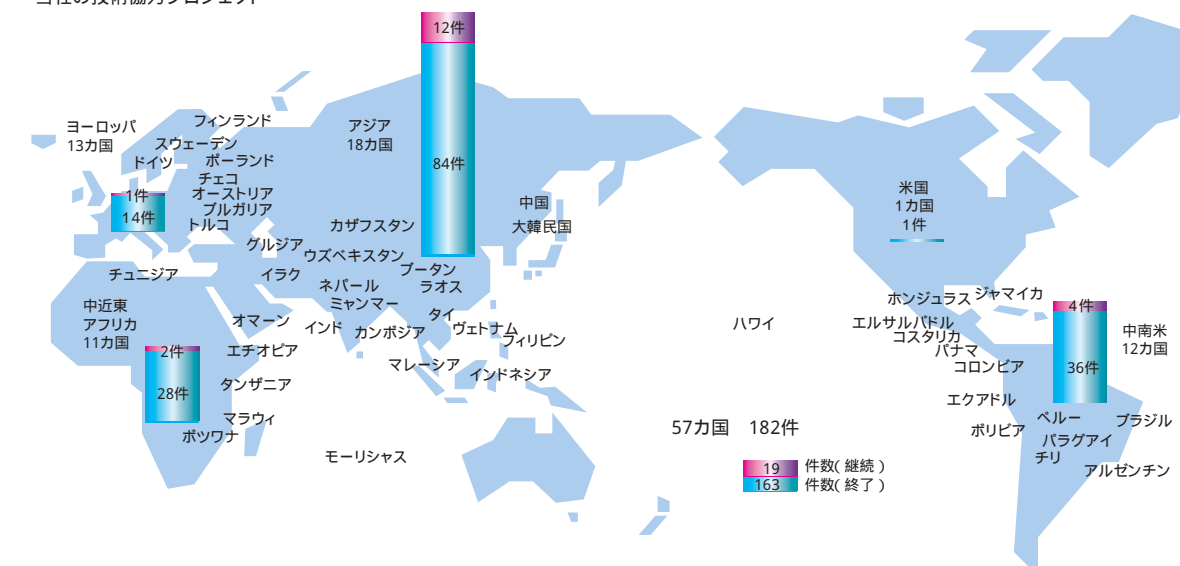 当社の技術協力プロジェクト
12件
84件
ヨーロッパ
13カ国
フィンランド
スウェーデン
ドイツ
ポーランド
チェコ
オーストリア
ブルガリア
トルコ
1件
14件
アジア
18カ国
中国
大韓民国
カザフスタン
グルジア
ウズベキスタン
イラク
ブータン
ネパール
ラオス
ミャンマー
タイ
インド
カンボジア
ヴェトナム
フィリピン
マレーシア
インドネシア
チュニジア
中近東
アフリカ
11カ国
オマーン
エチオピア
2件
28件
タンザニア
マラウィ
ボツワナ
モーリシャス
米国
1カ国
1件
ハワイ
ホンジュラス
ジャマイカ
エルサルバドル
コスタリカ
パナマ
コロンビア
エクアドル
ペルー
ボリビア
パラグアイ
チリ
ブラジル
アルゼンチン
4件
36件
中南米
12カ国
57カ国 182件
19 件数(継続)
163 件数(終了)